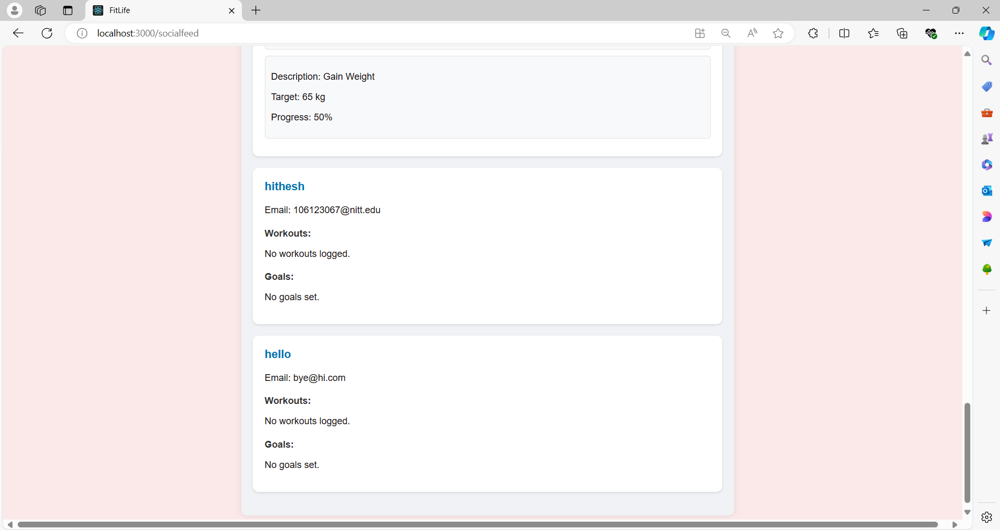 FitLife
localhost:3000/socialfeed
Description: Gain Weight
Target: 65 kg
Progress: 50%
hithesh
Email: 106123067@nitt.edu
Workouts:
No workouts logged.
Goals:
No goals set.
hello
Email: bye@hi.com
Workouts:
No workouts logged.
Goals:
No goals set.